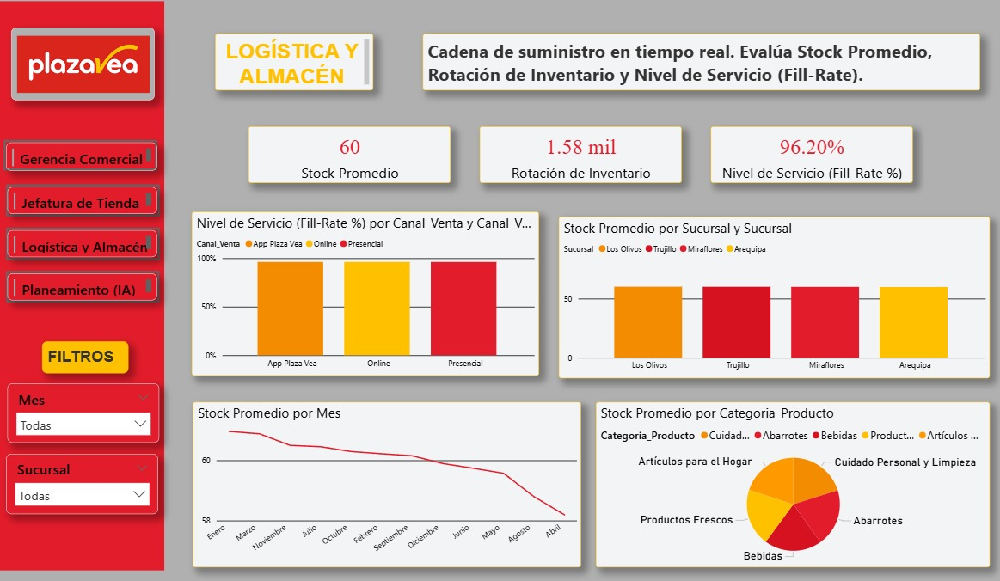 plazavea
LOGÍSTICA Y
ALMACÉN
Cadena de suministro en tiempo real. Evalúa Stock Promedio,
Rotación de Inventario y Nivel de Servicio (Fill-Rate).
Gerencia Comercial
Jefatura de Tienda
Logística y Almacén
Planeamiento (IA)
FILTROS
Mes
Todas
Sucursal
Todas
60
Stock Promedio
1.58 mil
Rotación de Inventario
96.20%
Nivel de Servicio (Fill-Rate %)
Nivel de Servicio (Fill-Rate %) por Canal_Venta y Canal_V...
Canal_Venta App Plaza Vea Online Presencial
100%
50%
0%
App Plaza Vea Online Presencial
Stock Promedio por Sucursal y Sucursal
Sucursal Los Olivos Trujillo Miraflores Arequipa
50
0
Los Olivos Trujillo Miraflores Arequipa
Stock Promedio por Mes
60
58
Enero Marzo Noviembre Julio Octubre Febrero Septiembre Diciembre Junio Mayo Agosto Abril
Stock Promedio por Categoria_Producto
Categoria_Producto Cuidad... Abarrotes Bebidas Product... Artículos ...
Artículos para el Hogar
Cuidado Personal y Limpieza
Productos Frescos
Abarrotes
Bebidas